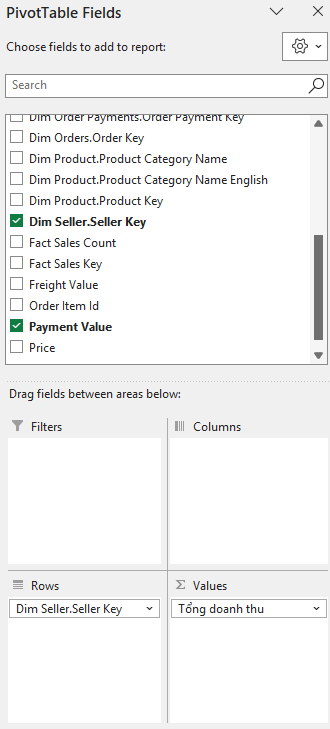 PivotTable Fields
Choose fields to add to report:
Search
Dim Order Payments.Order Payment Key
Dim Orders.Order Key
Dim Product.Product Category Name
Dim Product.Product Category Name English
Dim Product.Product Key
Dim Seller.Seller Key
Fact Sales Count
Fact Sales Key
Freight Value
Order Item Id
Payment Value
Price
Drag fields between areas below:
Filters
Columns
Rows
Values
Dim Seller.Seller Key
Tổng doanh thu